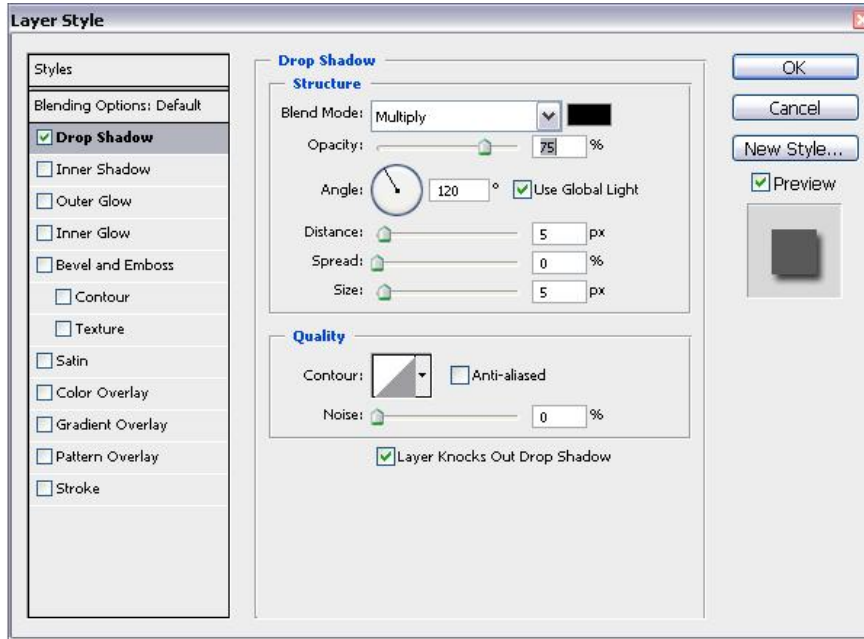 Layer Style
Styles
Blending Options: Default
Drop Shadow
Inner Shadow
Outer Glow
Inner Glow
Bevel and Emboss
Contour
Texture
Satin
Color Overlay
Gradient Overlay
Pattern Overlay
Stroke
Drop Shadow
Structure
Blend Mode: Multiply
Opacity: 75 %
Angle: 120 ° Use Global Light
Distance: 5 px
Spread: 0 %
Size: 5 px
Quality
Contour: Anti-aliased
Noise: 0 %
Layer Knocks Out Drop Shadow
OK
Cancel
New Style...
Preview